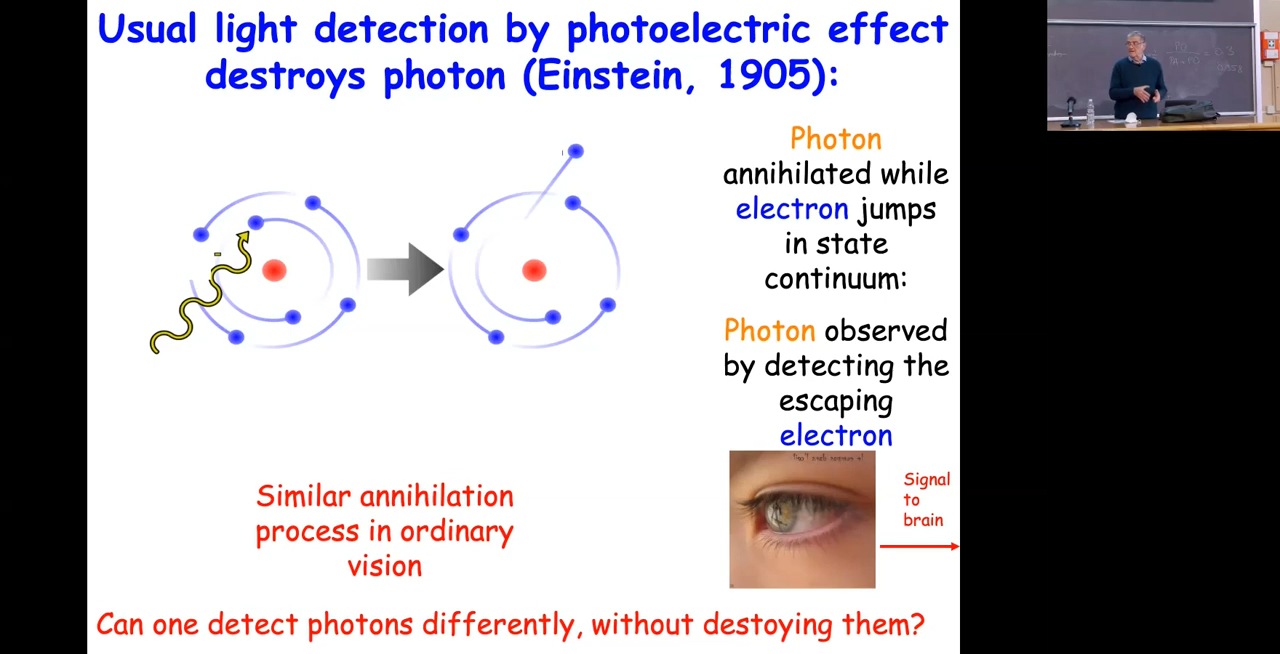 Usual light detection by photoelectric effect
destroys photon (Einstein, 1905):
Photon
annihilated while
electron jumps
in state
continuum:
Photon observed
by detecting the
escaping
electron
Signal
to
brain
Similar annihilation
process in ordinary
vision
Can one detect photons differently, without destoying them?